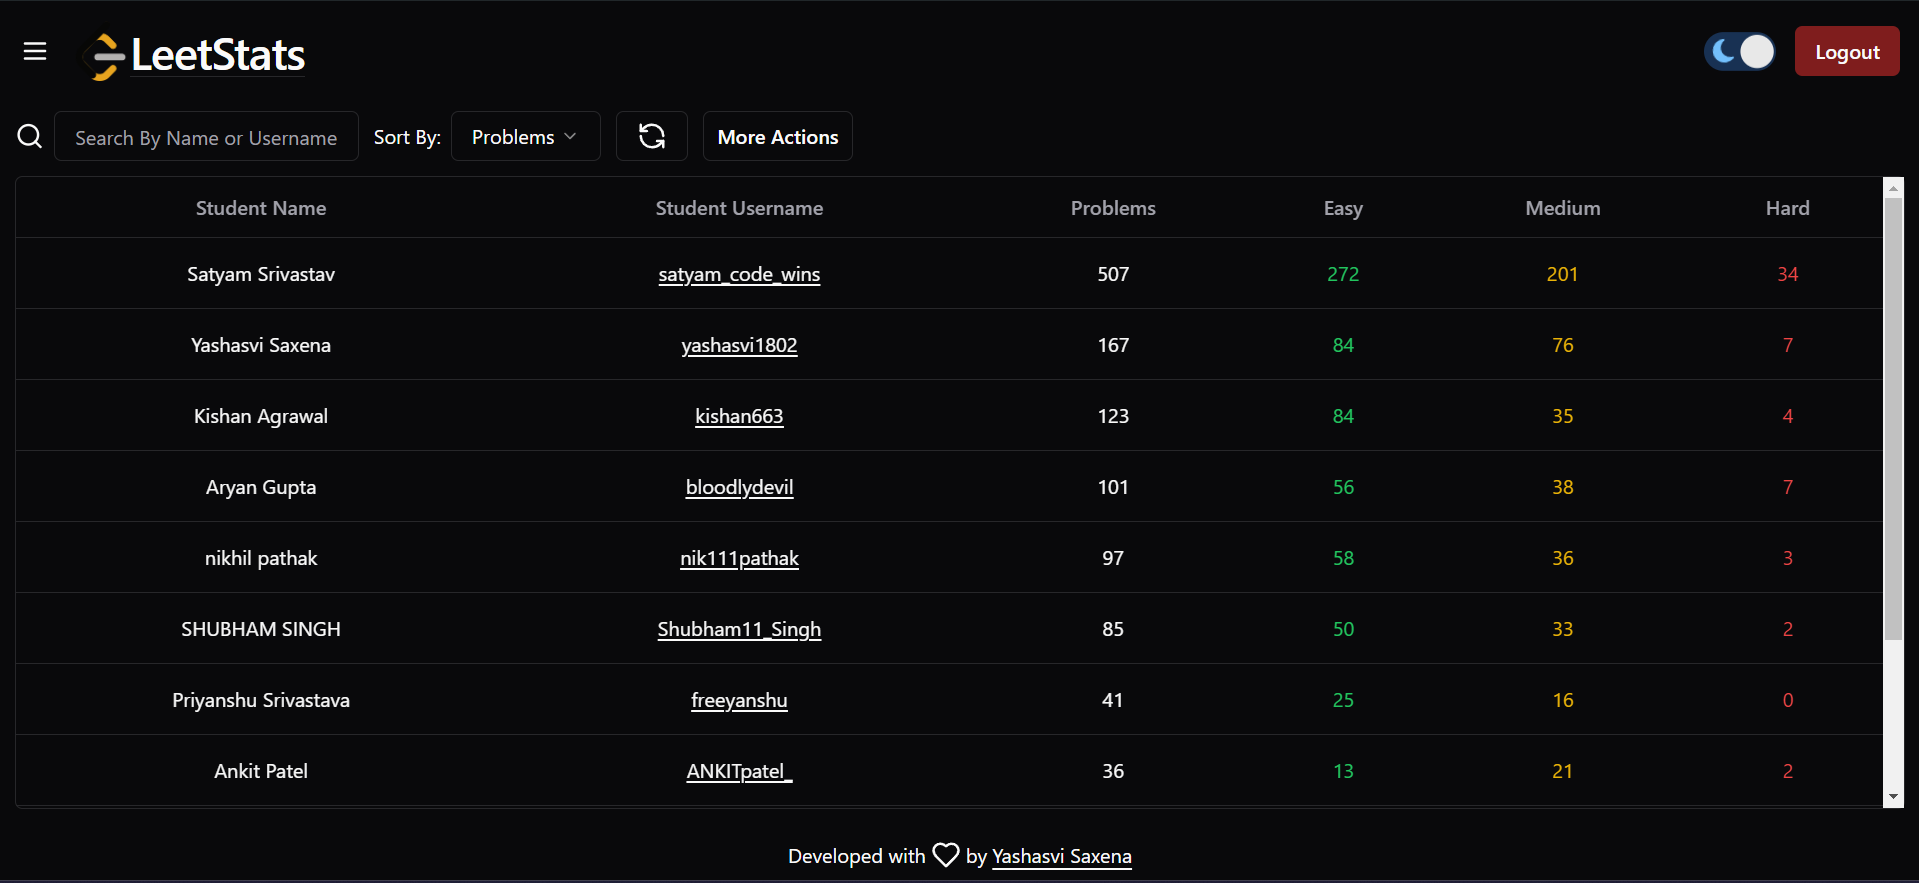 LeetStats
Logout
Search By Name or Username Sort By: Problems More Actions
Student Name Student Username Problems Easy Medium Hard
Satyam Srivastav satyam_code_wins 507 272 201 34
Yashasvi Saxena yashasvi1802 167 84 76 7
Kishan Agrawal kishan663 123 84 35 4
Aryan Gupta bloodlydevil 101 56 38 7
nikhil pathak nik111pathak 97 58 36 3
SHUBHAM SINGH Shubham11_Singh 85 50 33 2
Priyanshu Srivastava freeyanshu 41 25 16 0
Ankit Patel ANKITpatel_ 36 13 21 2
Developed with by Yashasvi Saxena